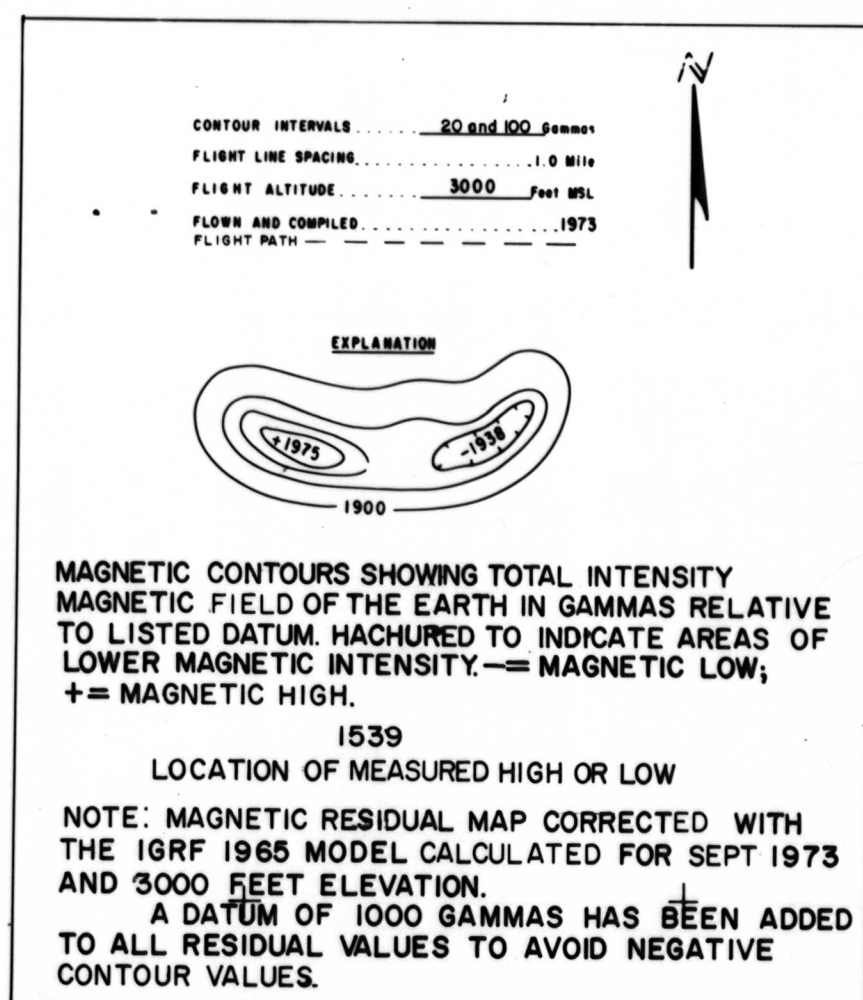 N
CONTOUR INTERVALS ...... 20 and 100 Gammas
FLIGHT LINE SPACING.................1.0 Mile
FLIGHT ALTITUDE....... 3000 Feet MSL
FLOWN AND COMPILED.................1973
FLIGHT PATH — — — — — — —
EXPLANATION
+1975
-1938
1900
MAGNETIC CONTOURS SHOWING TOTAL INTENSITY
MAGNETIC FIELD OF THE EARTH IN GAMMAS RELATIVE
TO LISTED DATUM. HACHURED TO INDICATE AREAS OF
LOWER MAGNETIC INTENSITY. -= MAGNETIC LOW;
+= MAGNETIC HIGH.
1539
LOCATION OF MEASURED HIGH OR LOW
NOTE: MAGNETIC RESIDUAL MAP CORRECTED WITH
THE IGRF 1965 MODEL CALCULATED FOR SEPT 1973
AND 3000 FEET ELEVATION.
A DATUM OF 1000 GAMMAS HAS BEEN ADDED
TO ALL RESIDUAL VALUES TO AVOID NEGATIVE
CONTOUR VALUES.